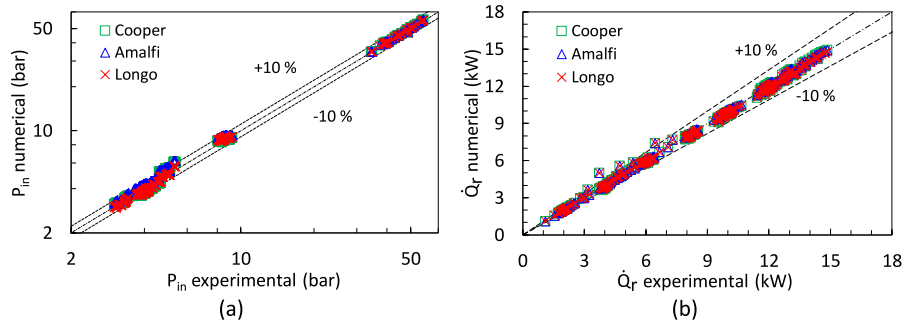 50
10
2
2
10
50
P_in numerical (bar)
P_in experimental (bar)
Cooper
Amalfi
Longo
+10 %
-10 %
(a)
18
15
12
9
6
3
0
0
3
6
9
12
15
18
Q̇_r numerical (kW)
Q̇_r experimental (kW)
Cooper
Amalfi
Longo
+10 %
-10 %
(b)